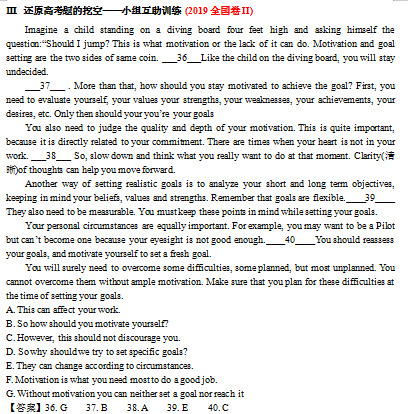 III 还原高考题的挖空——小组互助训练 (2019 全国卷II)
Imagine a child standing on a diving board four feet high and asking himself the
question:“Should I jump? This is what motivation or the lack of it can do. Motivation and goal
setting are the two sides of same coin. ___36___Like the child on the diving board, you will stay
undecided.
___37___ . More than that, how should you stay motivated to achieve the goal? First, you
need to evaluate yourself, your values your strengths, your weaknesses, your achievements, your
desires, etc. Only then should your you’re your goals
You also need to judge the quality and depth of your motivation. This is quite important,
because it is directly related to your commitment. There are times when your heart is not in your
work. ___38___ So, slow down and think what you really want to do at that moment. Clarity(清
晰)of thoughts can help you move forward.
Another way of setting realistic goals is to analyze your short and long term objectives,
keeping in mind your beliefs, values and strengths. Remember that goals are flexible.____39____
They also need to be measurable. You must keep these points in mind while setting your goals.
Your personal circumstances are equally important. For example, you may want to be a Pilot
but can’t become one because your eyesight is not good enough.____40____You should reassess
your goals, and motivate yourself to set a fresh goal.
You will surely need to overcome some difficulties, some planned, but most unplanned. You
cannot overcome them without ample motivation. Make sure that you plan for these difficulties at
the time of setting your goals.
A. This can affect your work.
B. So how should you motivate yourself?
C. However, this should not discourage you.
D. So why should we try to set specific goals?
E. They can change according to circumstances.
F. Motivation is what you need most to do a good job.
G. Without motivation you can neither set a goal nor reach it
【答案】36. G 37. B 38. A 39. E 40. C